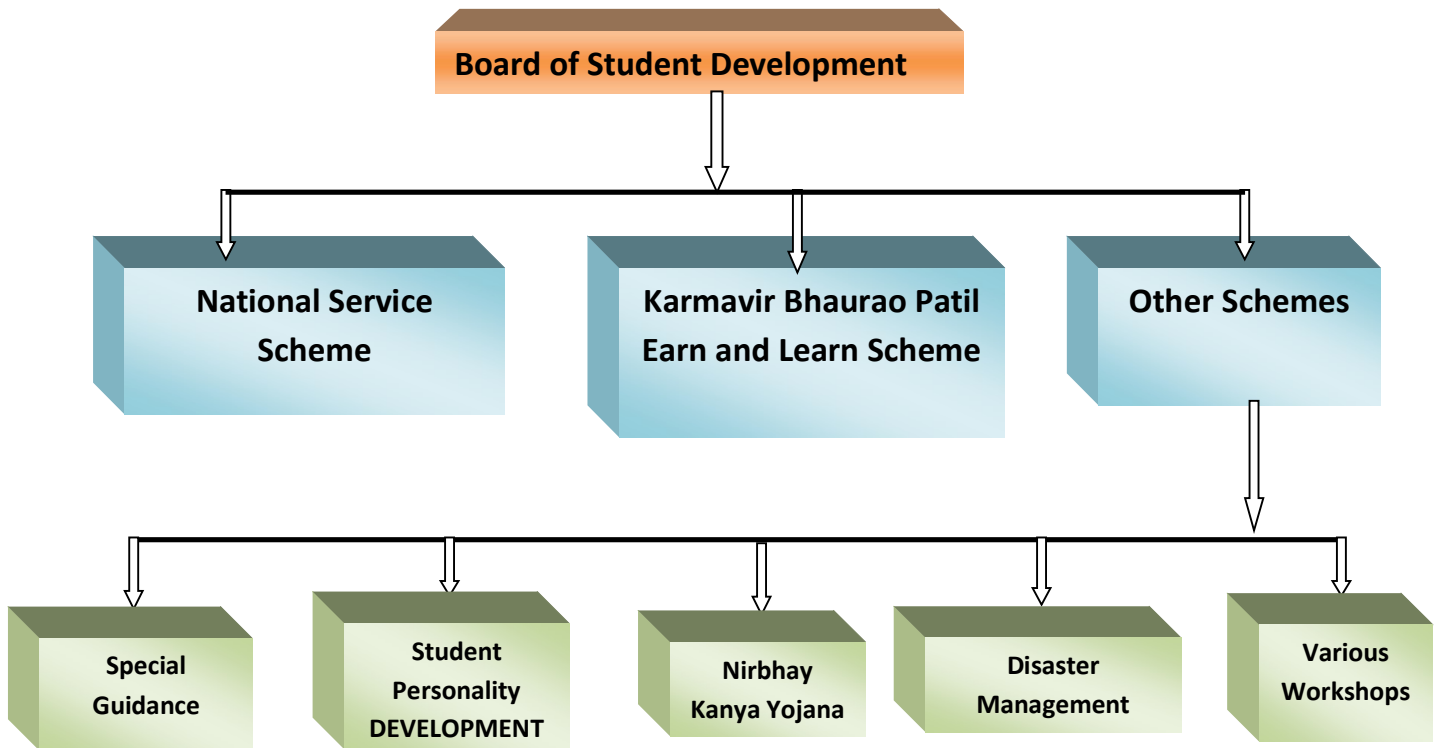 Board of Student Development
National Service
Scheme
Karmavir Bhaurao Patil
Earn and Learn Scheme
Other Schemes
Special
Guidance
Student
Personality
DEVELOPMENT
Nirbhay
Kanya Yojana
Disaster
Management
Various
Workshops